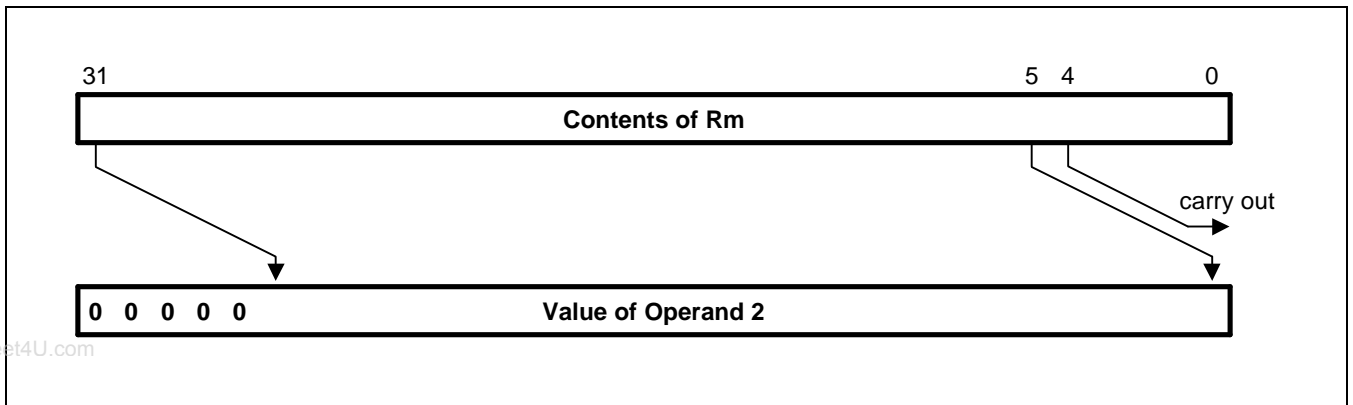 31 5 4 0
Contents of Rm
carry out
0 0 0 0 0 Value of Operand 2
et4U.com